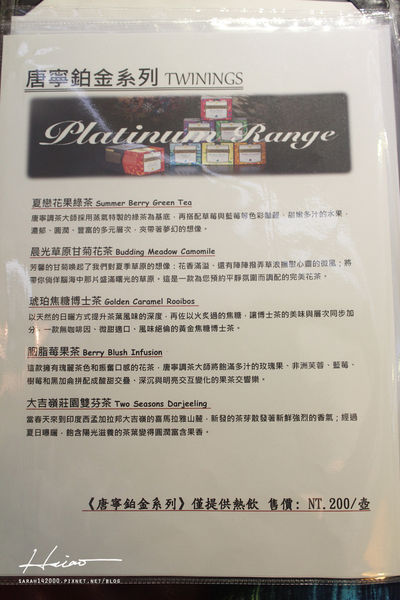 唐寧鉑金系列 TWININGS
Platinum Range
夏戀花果綠茶 Summer Berry Green Tea
唐寧調茶大師採用蒸氣特製的綠茶為基底，再搭配草莓與藍莓等色彩豔麗、甜嫩多汁的水果，
濃郁、圓潤、豐富的多元層次，夾帶著夢幻的想像。
晨光草原甘菊花茶 Budding Meadow Camomile
芳馨的甘菊喚起了我們對夏季草原的想像：花香滿溢，還有陣陣撥弄草浪撫慰心靈的微風；將
帶你徜徉腦海中那片盛滿曙光的草原。這是一款為您預約平靜氛圍而調配的完美花茶。
琥珀焦糖博士茶 Golden Caramel Rooibos
以天然的日曬方式提升茶葉風味的深度，再佐以火炙過的焦糖，讓博士茶的美味與層次同步加
分，一款無咖啡因、微甜適口、風味絕倫的黃金焦糖博士茶。
胭脂莓果茶 Berry Blush Infusion
這款擁有瑰麗茶色和振奮口感的花茶，唐寧調茶大師將飽滿多汁的玫瑰果、非洲芙蓉、藍莓、
樹莓和黑加侖拼配成酸甜交疊、深沉與明亮交互變化的果茶交響樂。
大吉嶺莊園雙芬茶 Two Seasons Darjeeling
當春天來到印度西孟加拉邦大吉嶺的喜馬拉雅山麓，新發的茶芽散發著新鮮強烈的香氣；經過
夏日曝曬，飽含陽光滋養的茶葉變得圓潤富含果香。
《唐寧鉑金系列》僅提供熱飲 售價: NT.200/壺
Hsiao
SARAH142000.PIXNET.NET/BLOG